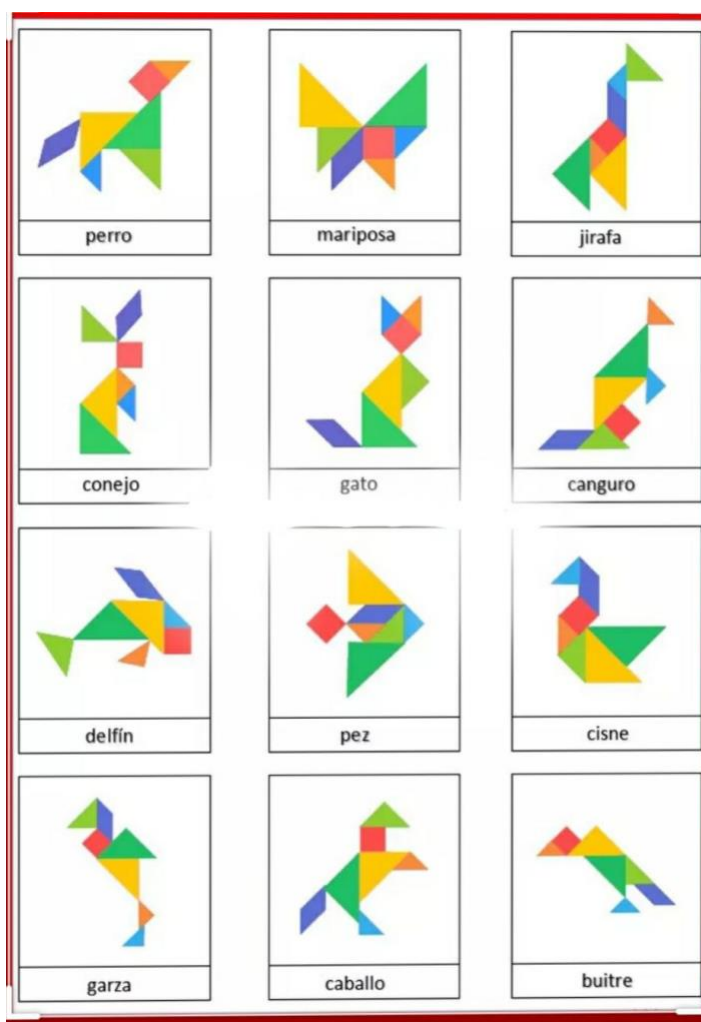 perro
mariposa
jirafa
conejo
gato
canguro
delfín
pez
cisne
garza
caballo
buitre